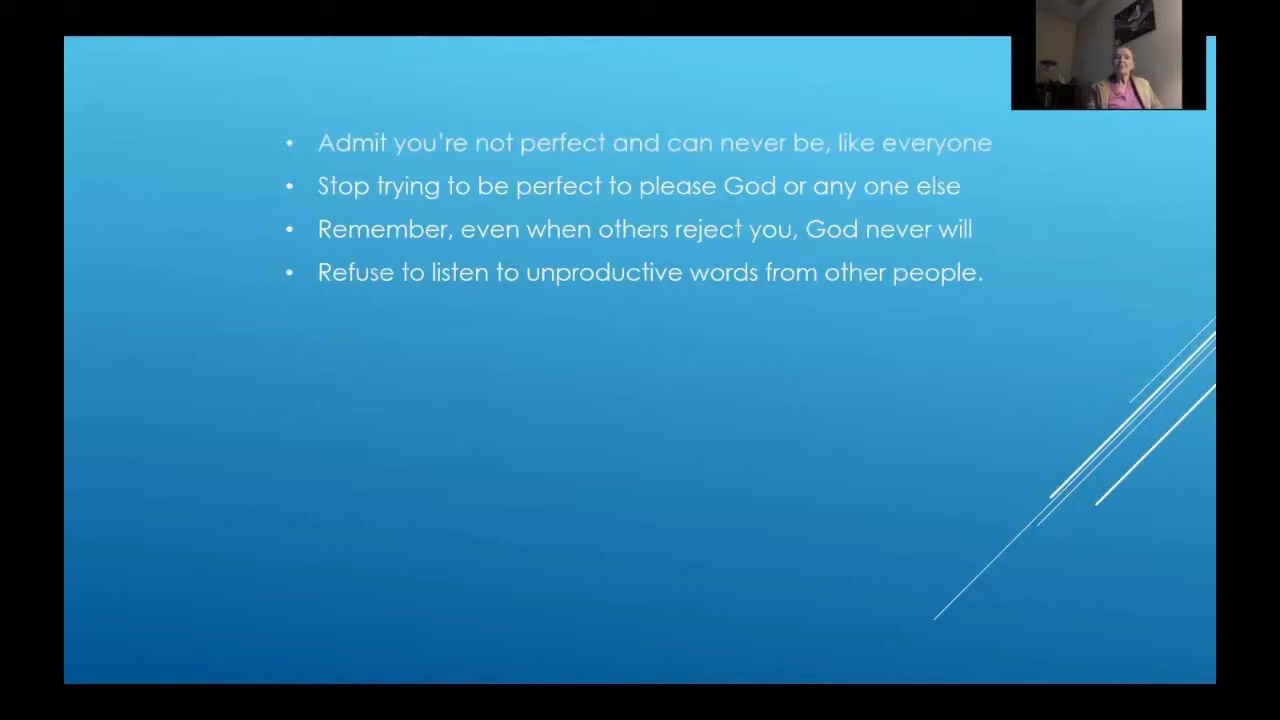 • Admit you're not perfect and can never be, like everyone
• Stop trying to be perfect to please God or any one else
• Remember, even when others reject you, God never will
• Refuse to listen to unproductive words from other people.